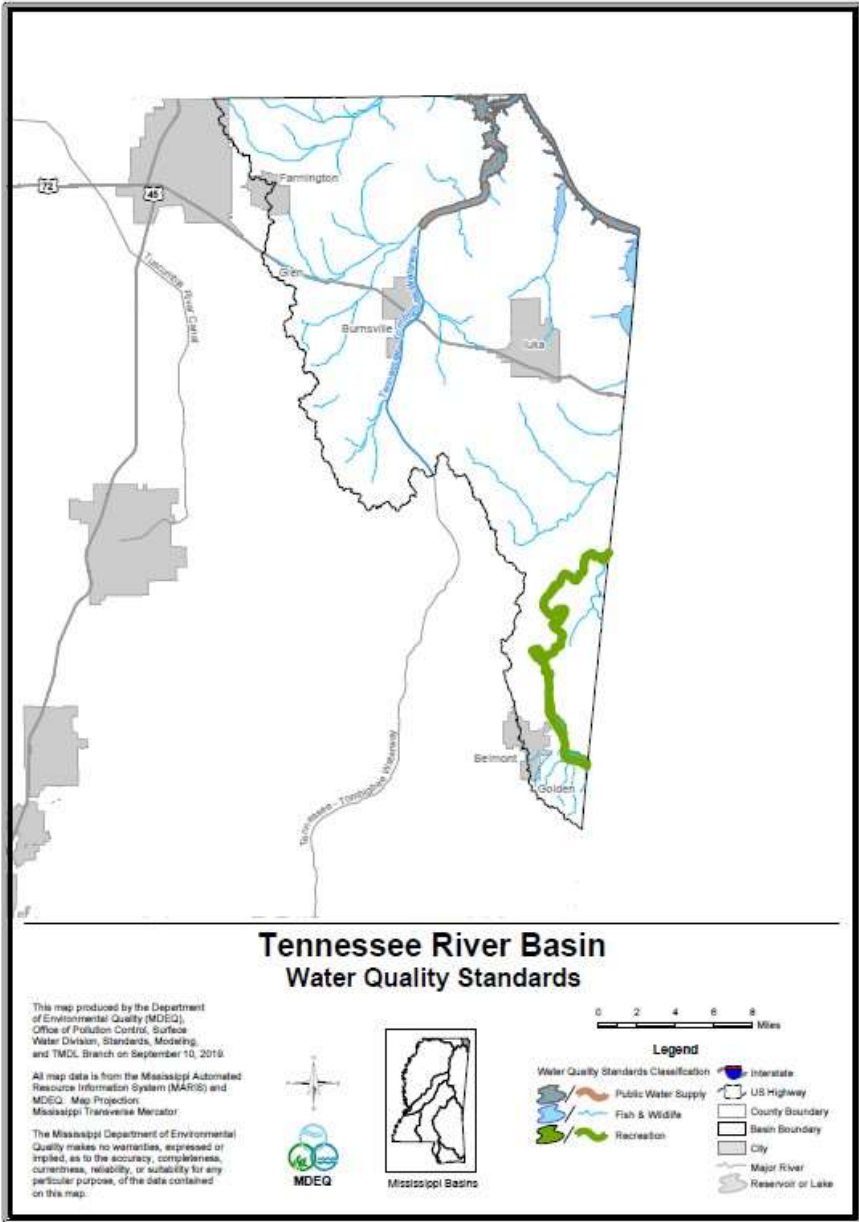 Farmington
72
45
Tuscumbia River Canal
Glen
Burnsville
Iuka
Belmont
Golden
Tennessee - Tombigbee Waterway
Tennessee River Basin
Water Quality Standards
This map produced by the Department
of Environmental Quality (MDEQ),
Office of Pollution Control, Surface
Water Division, Standards, Modeling,
and TMDL Branch on September 10, 2019.
All map data is from the Mississippi Automated
Resource Information System (MARIS) and
MDEQ. Map Projection:
Mississippi Transverse Mercator
The Mississippi Department of Environmental
Quality makes no warranties, expressed or
implied, as to the accuracy, completeness,
currentness, reliability, or suitability for any
particular purpose, of the data contained
on this map.
MDEQ
Mississippi Basins
0 2 4 6 8
Miles
Legend
Water Quality Standards Classification
Public Water Supply
Fish & Wildlife
Recreation
Interstate
US Highway
County Boundary
Basin Boundary
City
Major River
Reservoir or Lake